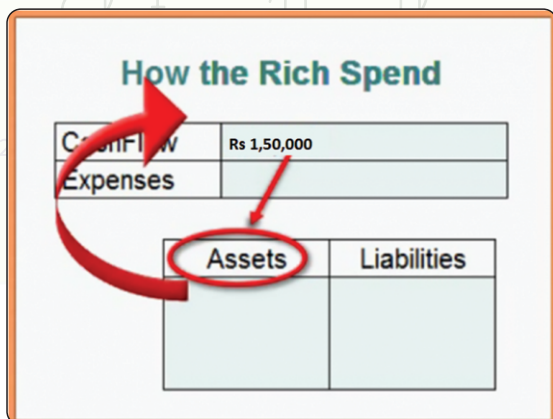 How the Rich Spend
CashFlow Rs 1,50,000
Expenses
Assets Liabilities